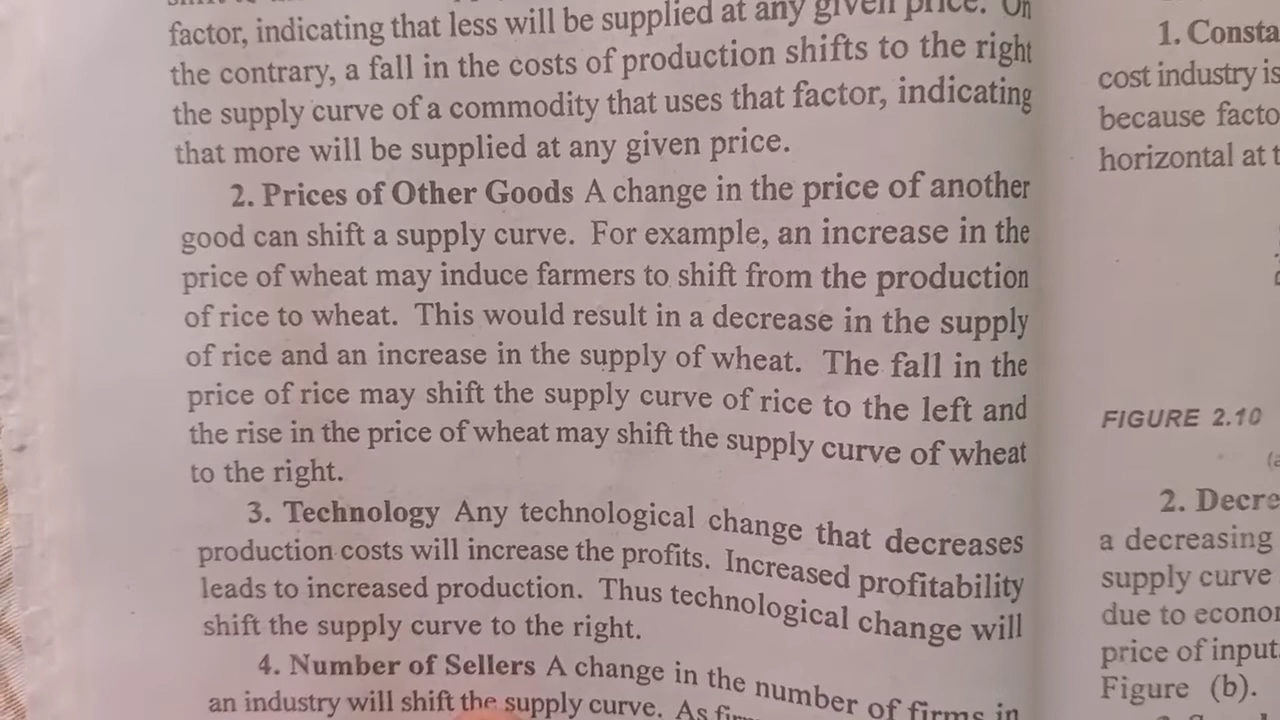 factor, indicating that less will be supplied at any given price. On
the contrary, a fall in the costs of production shifts to the right
the supply curve of a commodity that uses that factor, indicating
that more will be supplied at any given price.
2. Prices of Other Goods A change in the price of another
good can shift a supply curve. For example, an increase in the
price of wheat may induce farmers to shift from the production
of rice to wheat. This would result in a decrease in the supply
of rice and an increase in the supply of wheat. The fall in the
price of rice may shift the supply curve of rice to the left and
the rise in the price of wheat may shift the supply curve of wheat
to the right.
3. Technology Any technological change that decreases
production costs will increase the profits. Increased profitability
leads to increased production. Thus technological change will
shift the supply curve to the right.
4. Number of Sellers A change in the number of firms in
an industry will shift the supply curve. As
1. Consta
cost industry is
because facto
horizontal at t
FIGURE 2.10
2. Decre
a decreasing
supply curve
due to econo
price of input
Figure (b).